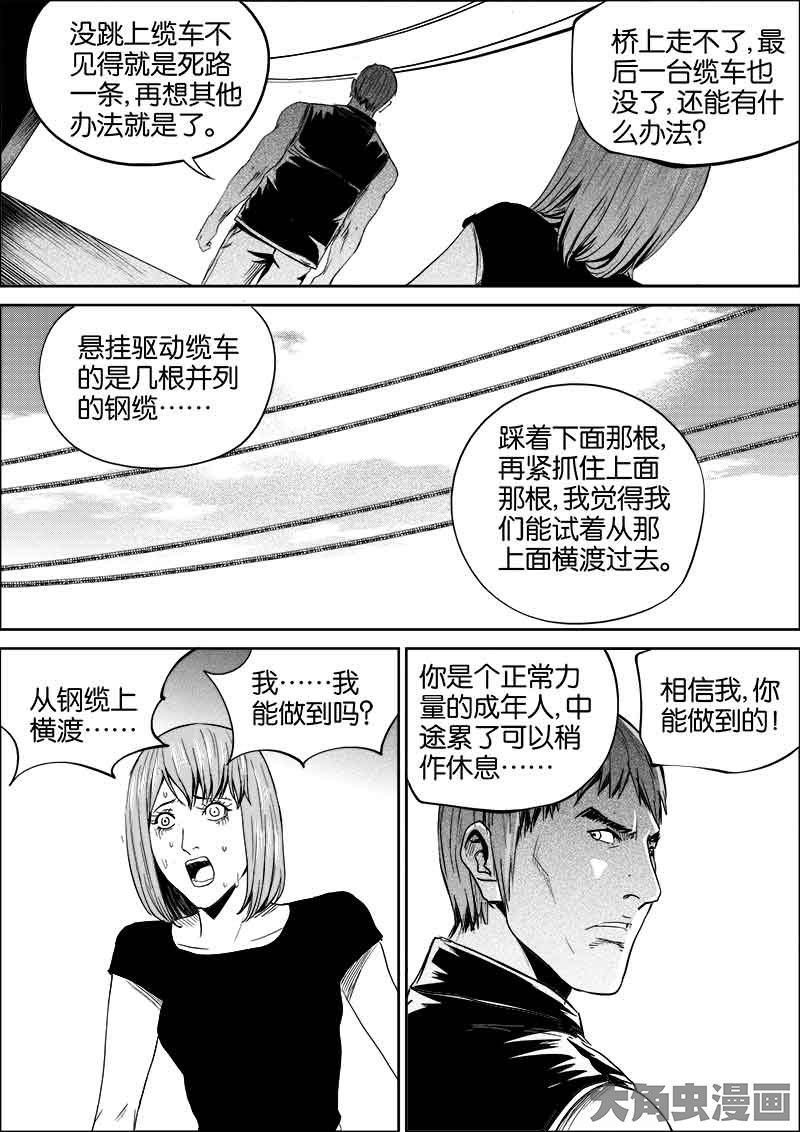 没跳上缆车不
见得就是死路
一条，再想其他
办法就是了。
桥上走不了，最
后一台缆车也
没了，还能有什
么办法？
悬挂驱动缆车
的是几根并列
的钢缆……
踩着下面那根，
再紧抓住上面
那根，我觉得我
们能试着从那
上面横渡过去。
从钢缆上
横渡……
我……我
能做到吗？
你是个正常力
量的成年人，中
途累了可以稍
作休息……
相信我，你
能做到的！
大角虫漫画